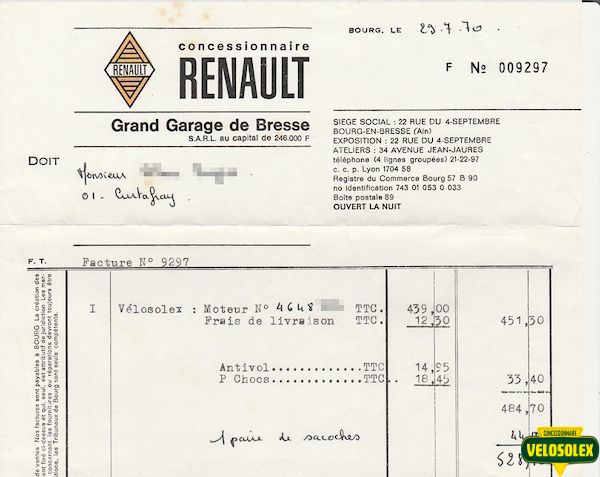 BOURG, LE 29.7.70.
concessionnaire
RENAULT
RENAULT
F No 009297
Grand Garage de Bresse
S.A.R.L. au capital de 246.000 F
SIEGE SOCIAL : 22 RUE DU 4-SEPTEMBRE
BOURG-EN-BRESSE (Ain)
EXPOSITION : 22 RUE DU 4-SEPTEMBRE
ATELIERS : 34 AVENUE JEAN-JAURES
téléphone (4 lignes groupées) 21-22-97
c. c. p. Lyon 1704 58
Registre du Commerce Bourg 57 B 90
no identification 743 01 053 0 033
Boite postale 89
OUVERT LA NUIT
DOIT
Monsieur
01 - Curtafray
F. T. Facture N° 9297
I Vélosolex : Moteur N° 4648 TTC. 439,00
Frais de livraison TTC. 12,30 451,30
Antivol.............TTC 14,95
P Chocs.............TTC.. 18,45 33,40
484,70
1 paire de sacoches 44
528,
CONCESSIONNAIRE
VELOSOLEX